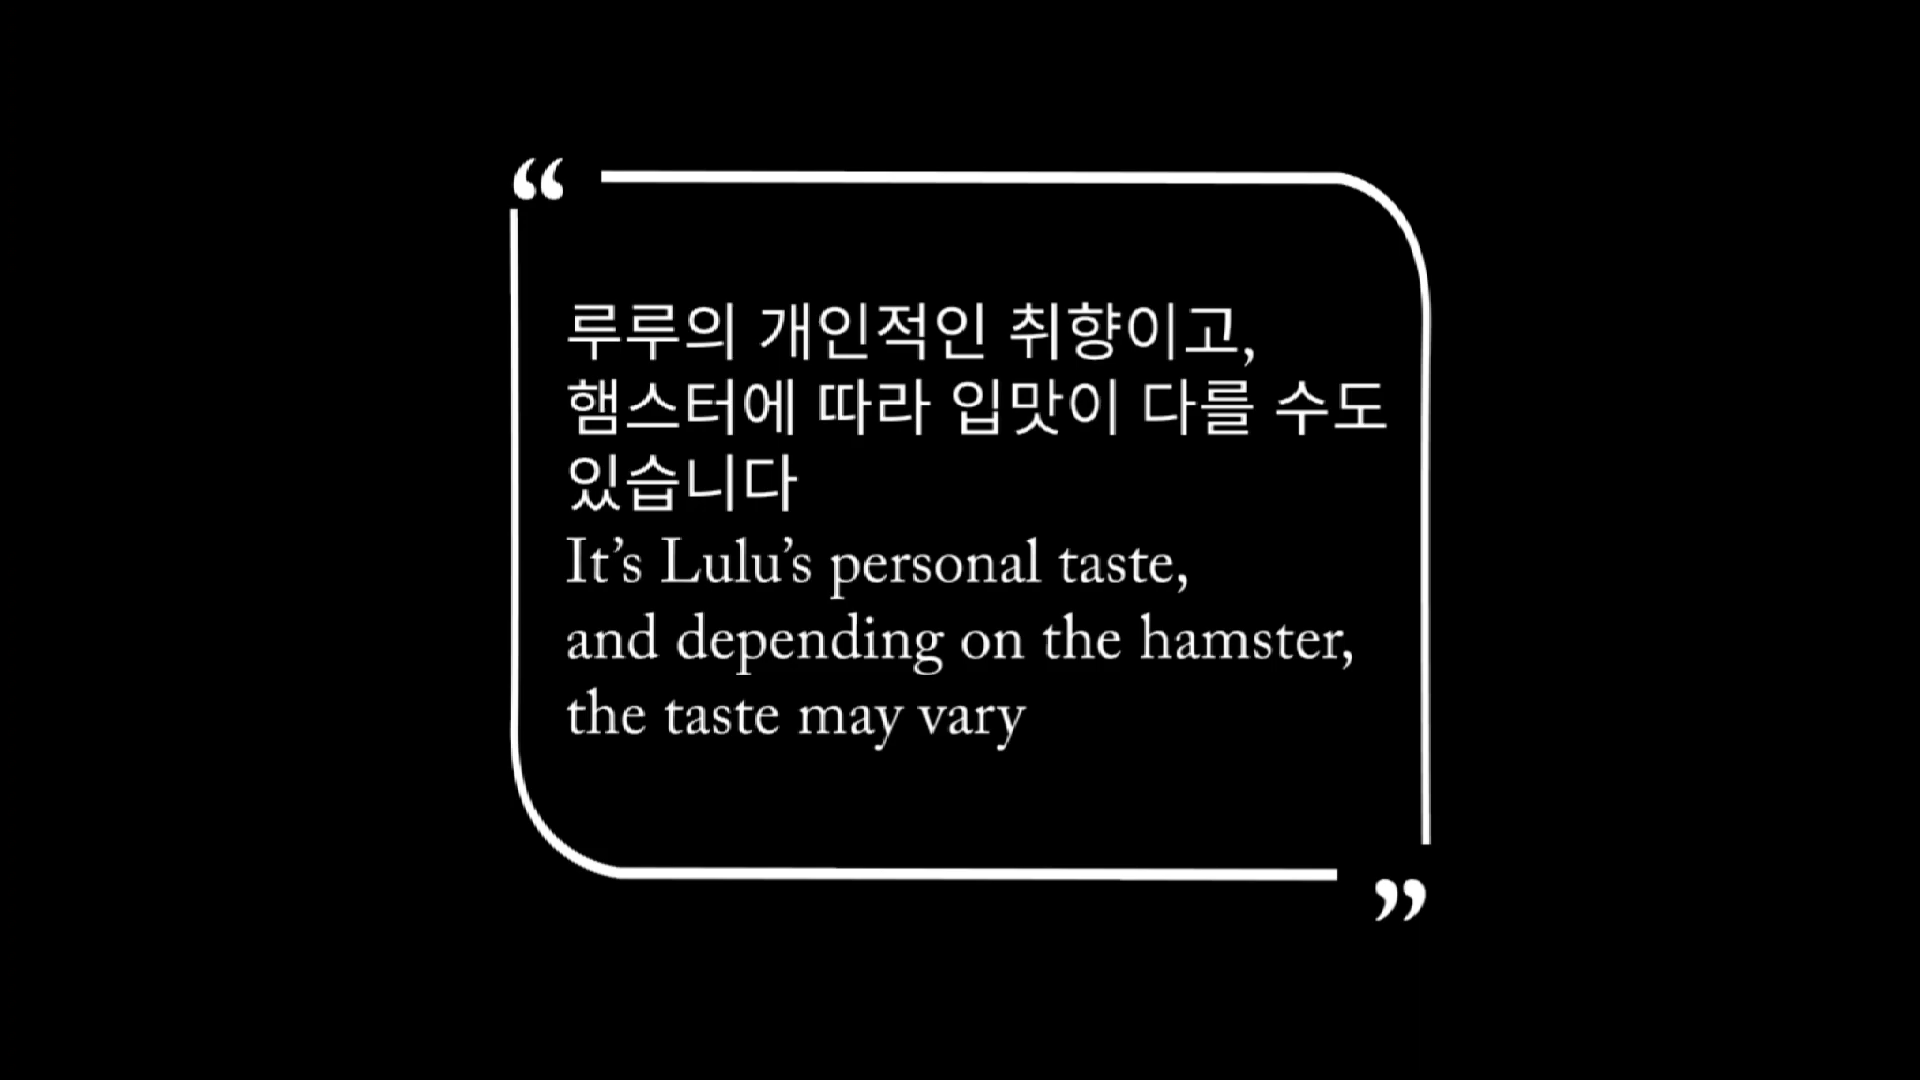 “
루루의 개인적인 취향이고,
햄스터에 따라 입맛이 다를 수도
있습니다
It’s Lulu’s personal taste,
and depending on the hamster,
the taste may vary
”